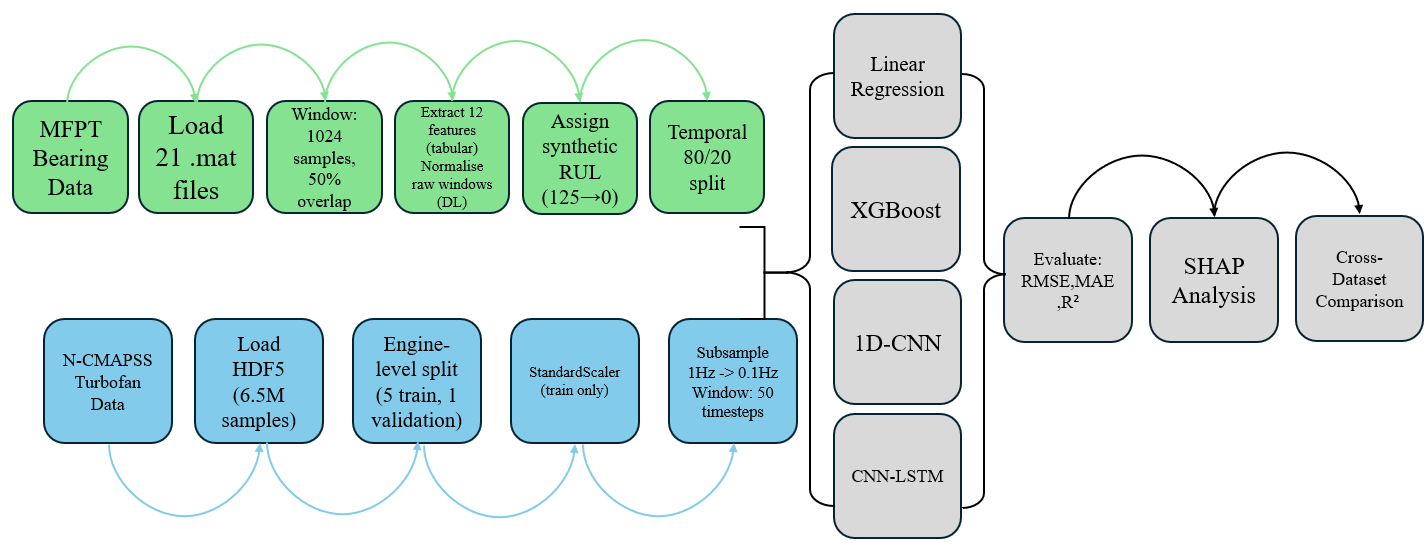 MFPT
Bearing
Data
Load
21 .mat
files
Window:
1024
samples,
50%
overlap
Extract 12
features
(tabular)
Normalise
raw windows
(DL)
Assign
synthetic
RUL
(125→0)
Temporal
80/20
split
N-CMAPSS
Turbofan
Data
Load
HDF5
(6.5M
samples)
Engine-
level split
(5 train, 1
validation)
StandardScaler
(train only)
Subsample
1Hz -> 0.1Hz
Window: 50
timesteps
Linear
Regression
XGBoost
1D-CNN
CNN-LSTM
Evaluate:
RMSE,MAE
,R²
SHAP
Analysis
Cross-
Dataset
Comparison